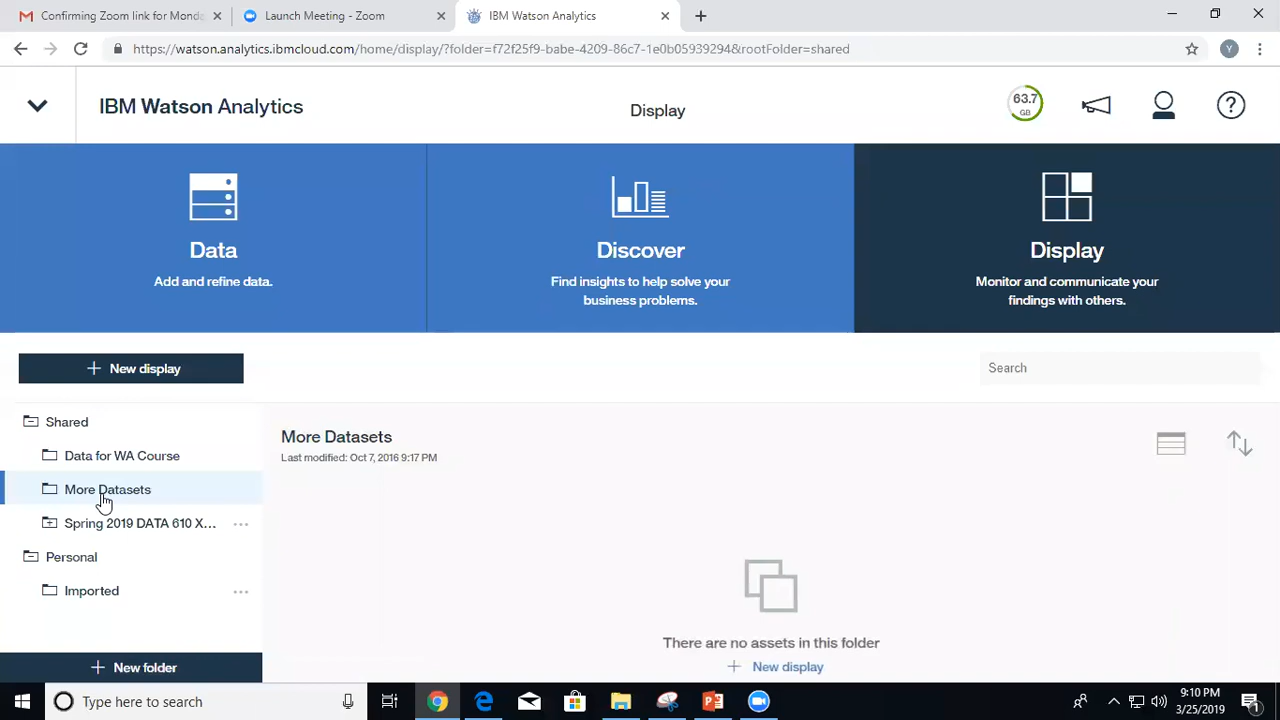 Confirming Zoom link for Mond
Launch Meeting - Zoom
IBM Watson Analytics
https://watson.analytics.ibmcloud.com/home/display/?folder=f72f25f9-babe-4209-86c7-1e0b05939294&rootFolder=shared
Y
IBM Watson Analytics
Display
63.7
GB
?
Data
Add and refine data.
Discover
Find insights to help solve your
business problems.
Display
Monitor and communicate your
findings with others.
New display
Search
Shared
Data for WA Course
More Datasets
Spring 2019 DATA 610 X...
Personal
Imported
New folder
More Datasets
Last modified: Oct 7, 2016 9:17 PM
There are no assets in this folder
New display
Type here to search
9:10 PM
3/25/2019
1